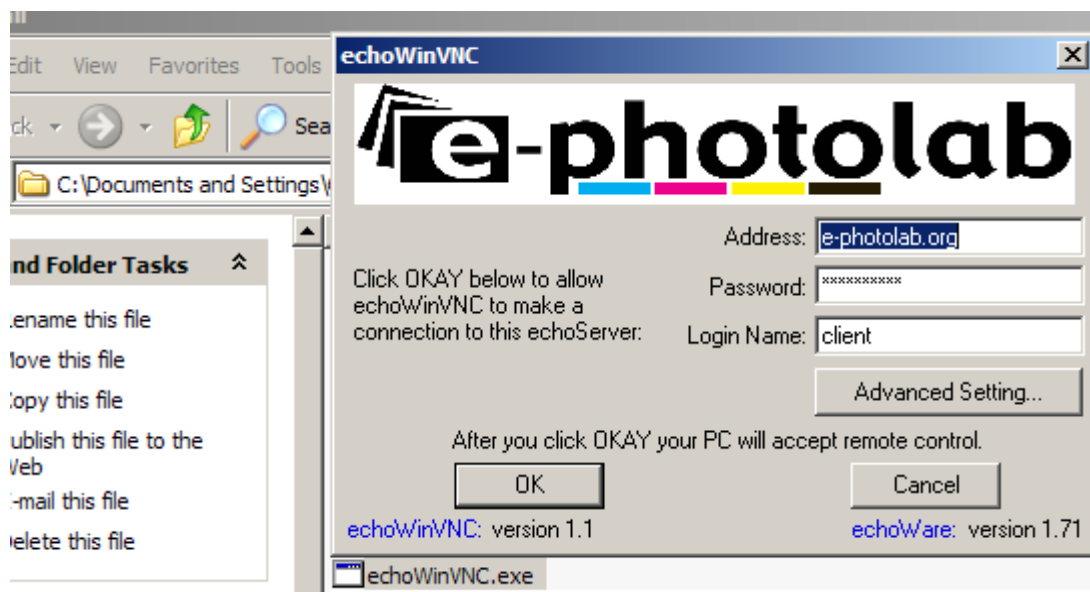 Edit View Favorites Tools
ck
Sea
C:\Documents and Settings\
nd Folder Tasks
ename this file
ove this file
opy this file
ublish this file to the
Web
-mail this file
elete this file
echoWinVNC
e-photolab
Address: e-photolab.org
Click OKAY below to allow
echoWinVNC to make a
connection to this echoServer:
Password: **********
Login Name: client
Advanced Setting...
After you click OKAY your PC will accept remote control.
OK
Cancel
echoWinVNC: version 1.1
echoWare: version 1.71
echoWinVNC.exe